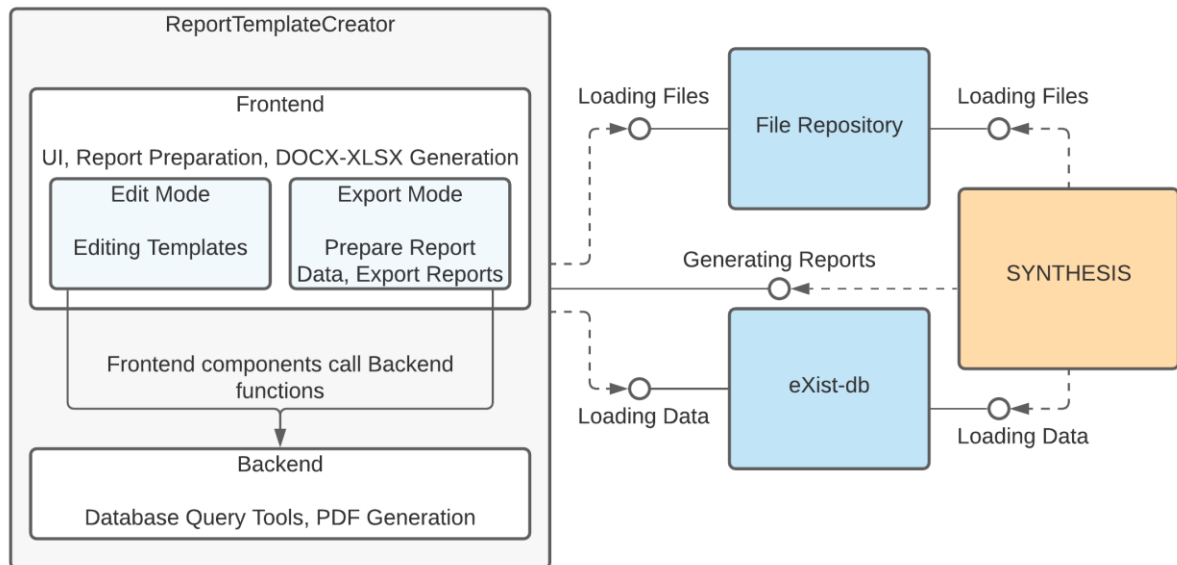 ReportTemplateCreator
Frontend
UI, Report Preparation, DOCX-XLSX Generation
Edit Mode
Editing Templates
Export Mode
Prepare Report
Data, Export Reports
Frontend components call Backend
functions
Backend
Database Query Tools, PDF Generation
Loading Files
File Repository
Loading Files
Generating Reports
SYNTHESIS
eXist-db
Loading Data
Loading Data